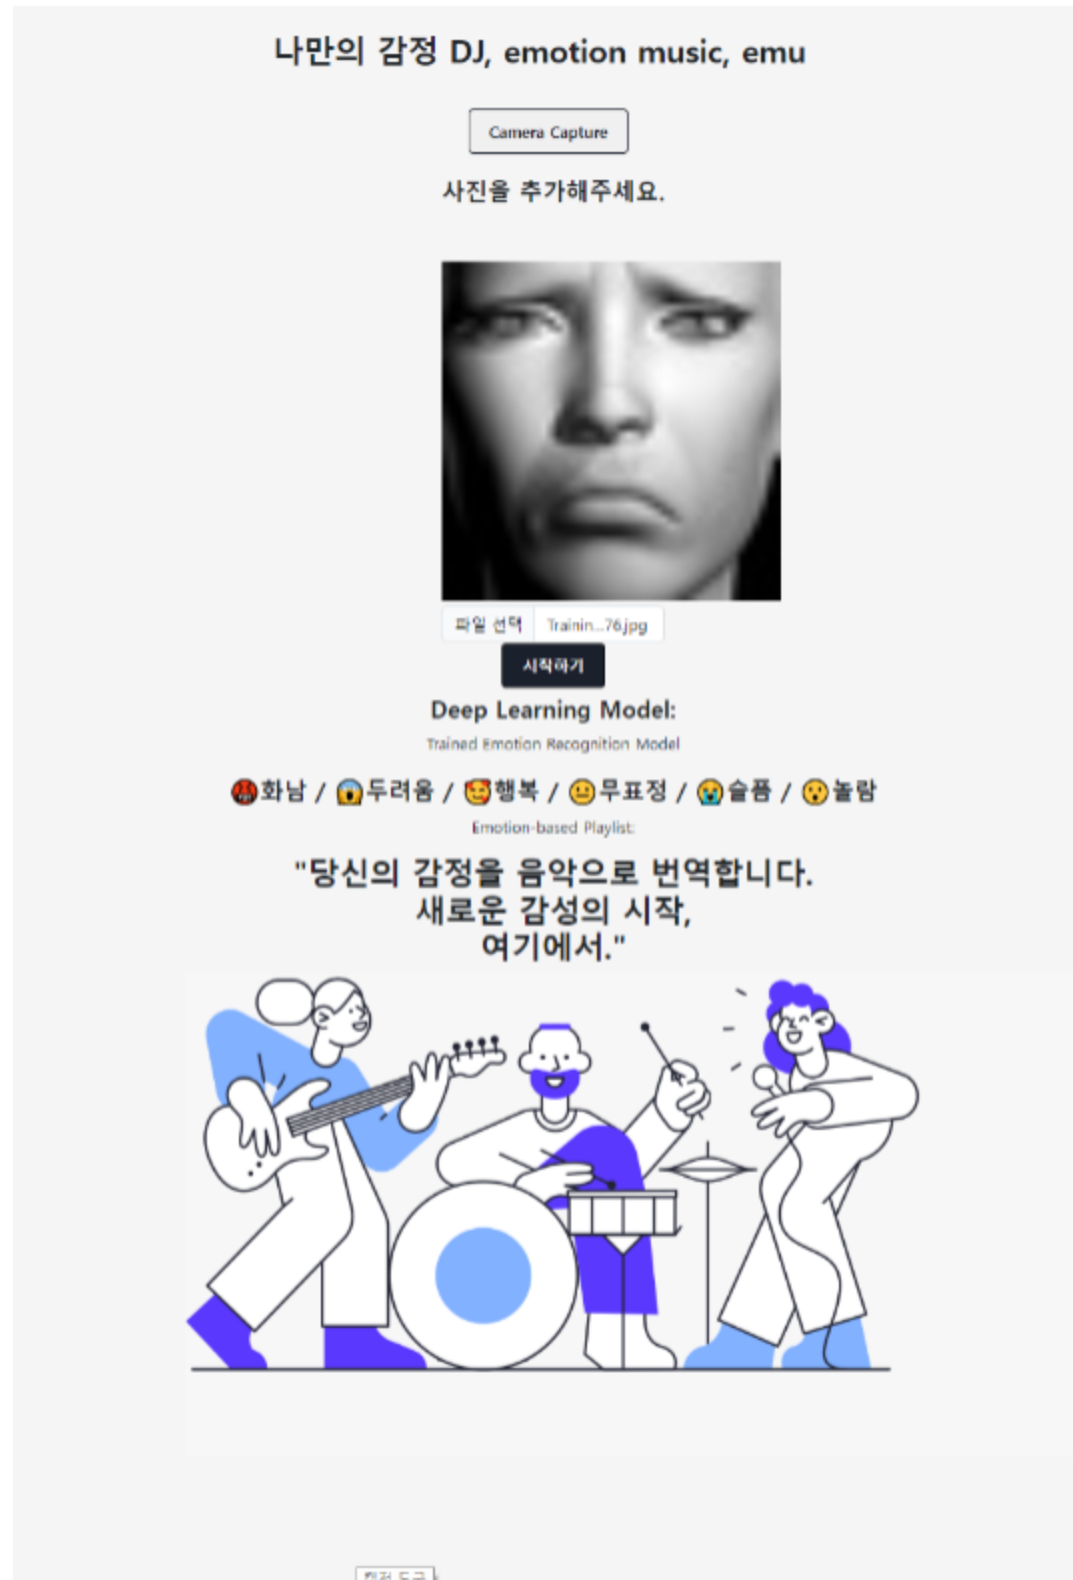 나만의 감정 DJ, emotion music, emu
Camera Capture
사진을 추가해주세요.
파일 선택 Trainin...76.jpg
시작하기
Deep Learning Model:
Trained Emotion Recognition Model
🤬화남 / 😱두려움 / 🥰행복 / 😐무표정 / 😭슬픔 / 😮놀람
Emotion-based Playlist:
"당신의 감정을 음악으로 번역합니다.
새로운 감성의 시작,
여기에서."